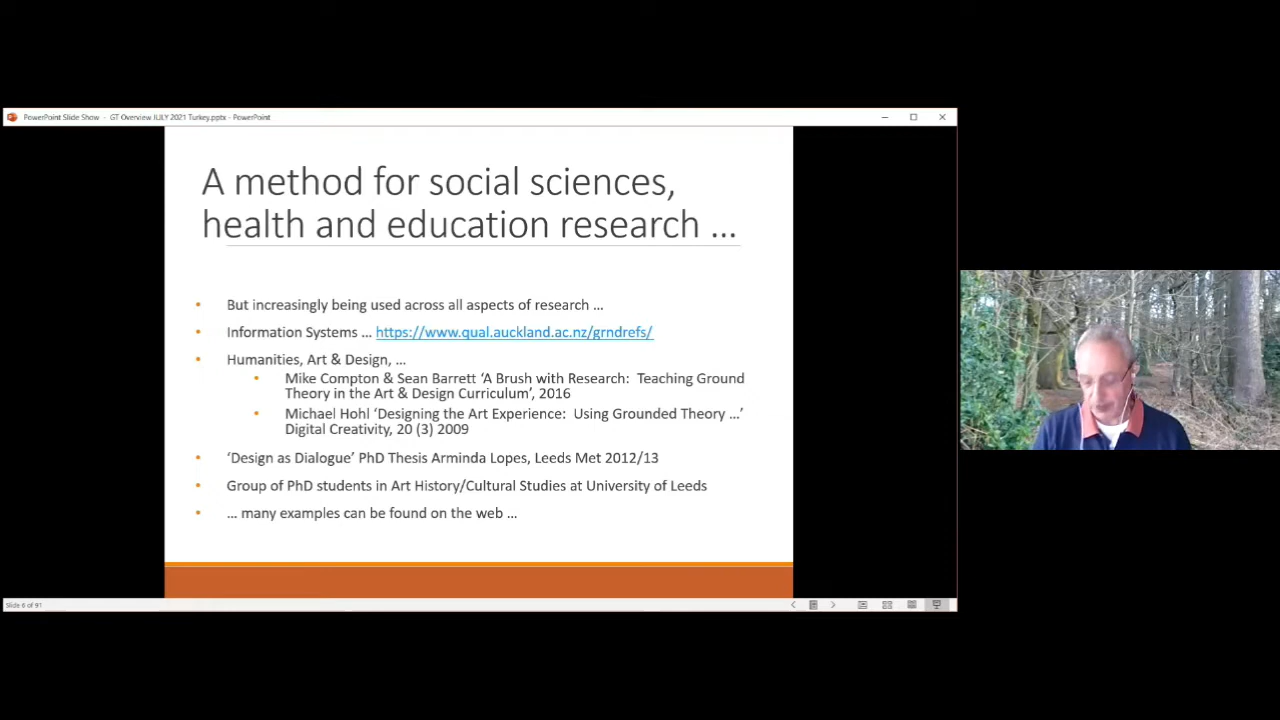 PowerPoint Slide Show - GT Overview JULY 2021 Turkey.pptx - PowerPoint
A method for social sciences,
health and education research ...
• But increasingly being used across all aspects of research ...
• Information Systems ... https://www.qual.auckland.ac.nz/grndrefs/
• Humanities, Art & Design, ...
• Mike Compton & Sean Barrett ‘A Brush with Research: Teaching Ground
Theory in the Art & Design Curriculum’, 2016
• Michael Hohl ‘Designing the Art Experience: Using Grounded Theory ...’
Digital Creativity, 20 (3) 2009
• ‘Design as Dialogue’ PhD Thesis Arminda Lopes, Leeds Met 2012/13
• Group of PhD students in Art History/Cultural Studies at University of Leeds
• ... many examples can be found on the web ...
Slide 6 of 91